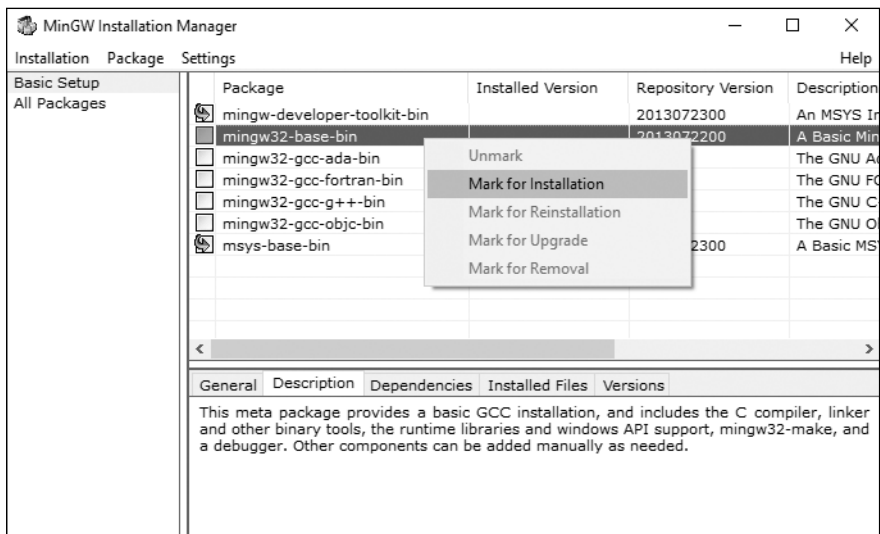 MinGW Installation Manager
Installation Package Settings Help
Basic Setup
All Packages
Package Installed Version Repository Version Description
mingw-developer-toolkit-bin 2013072300 An MSYS In
mingw32-base-bin 2013072200 A Basic Min
mingw32-gcc-ada-bin The GNU Ad
mingw32-gcc-fortran-bin The GNU FO
mingw32-gcc-g++-bin The GNU C-
mingw32-gcc-objc-bin The GNU Ob
msys-base-bin 2300 A Basic MS
Unmark
Mark for Installation
Mark for Reinstallation
Mark for Upgrade
Mark for Removal
General Description Dependencies Installed Files Versions
This meta package provides a basic GCC installation, and includes the C compiler, linker
and other binary tools, the runtime libraries and windows API support, mingw32-make, and
a debugger. Other components can be added manually as needed.